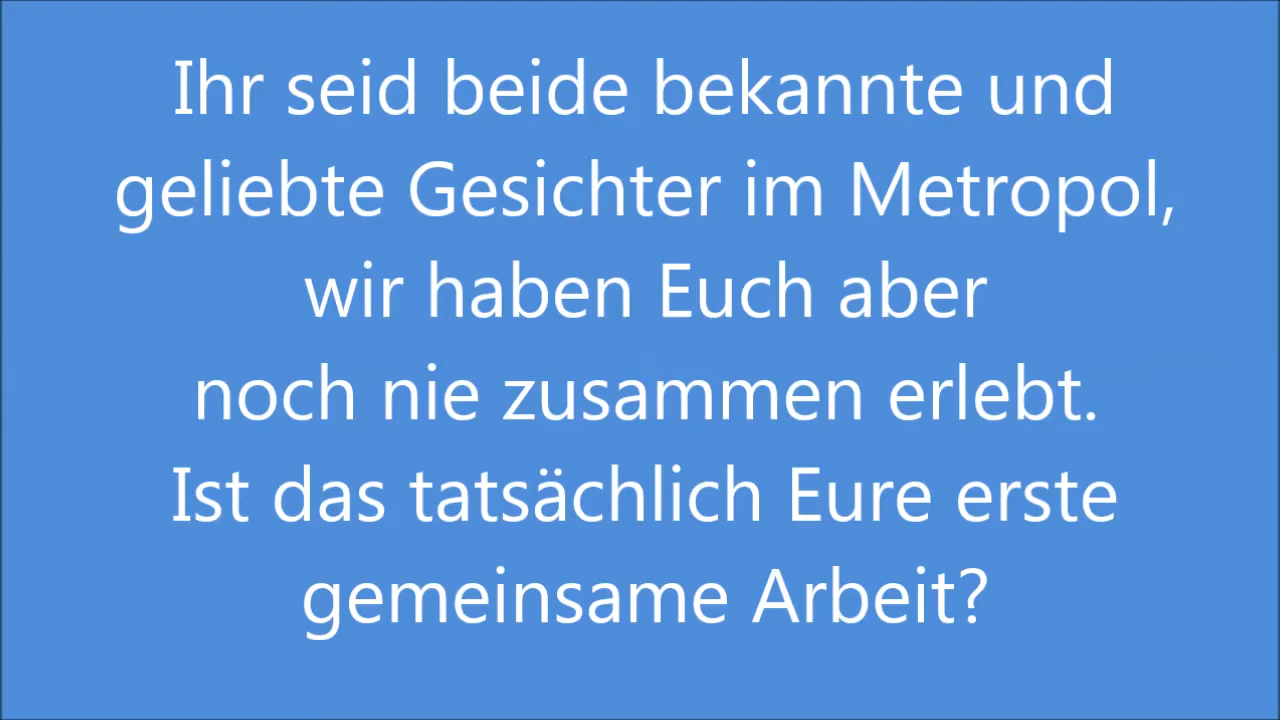 Ihr seid beide bekannte und
geliebte Gesichter im Metropol,
wir haben Euch aber
noch nie zusammen erlebt.
Ist das tatsächlich Eure erste
gemeinsame Arbeit?